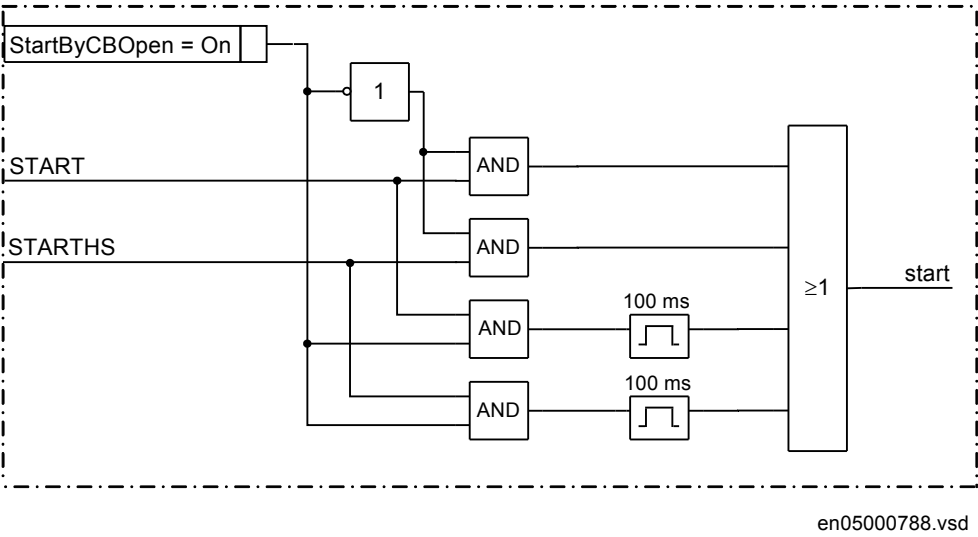 StartByCBOpen = On
1
START
AND
STARTHS
AND
start
≥1
100 ms
AND
100 ms
AND
en05000788.vsd